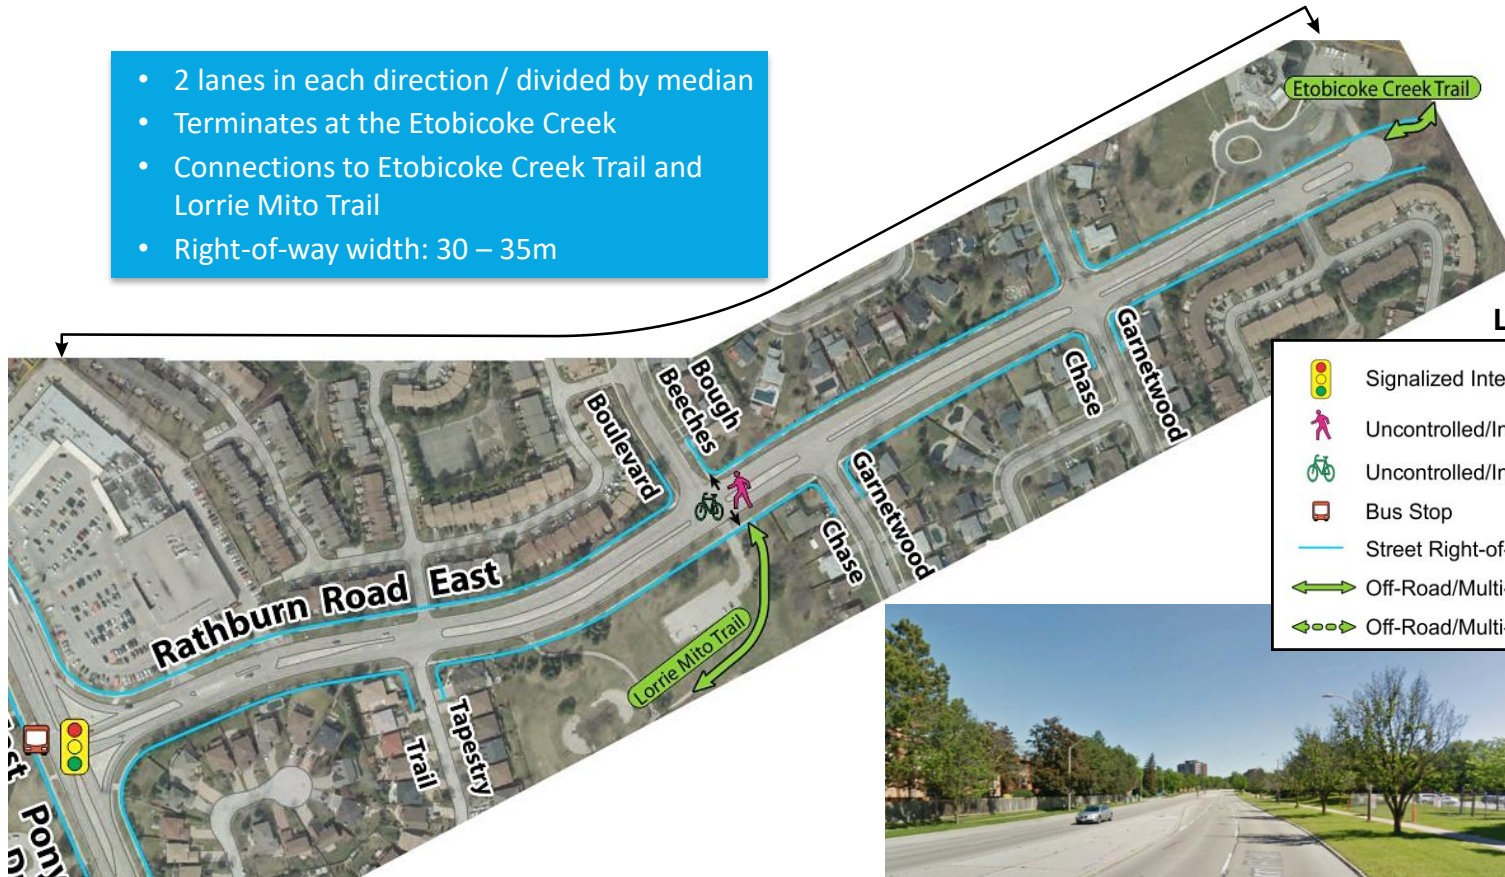 • 2 lanes in each direction / divided by median
• Terminates at the Etobicoke Creek
• Connections to Etobicoke Creek Trail and
Lorrie Mito Trail
• Right-of-way width: 30 – 35m
Etobicoke Creek Trail
Bough
Beeches
Boulevard
Garnetwood
Chase
Garnetwood
Chase
Rathburn Road East
Lorrie Mito Trail
Tapestry
Trail
Pony
L
Signalized Inte
Uncontrolled/In
Uncontrolled/In
Bus Stop
Street Right-of-
Off-Road/Multi-
Off-Road/Multi-